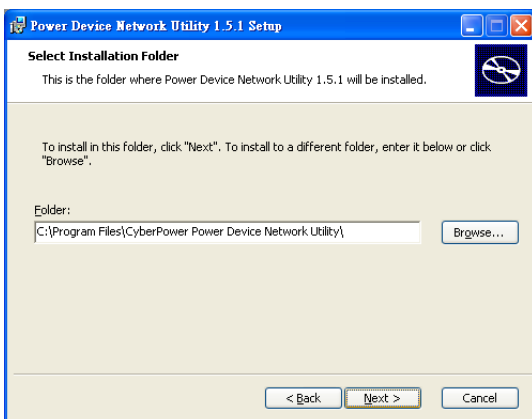 Power Device Network Utility 1.5.1 Setup
Select Installation Folder
This is the folder where Power Device Network Utility 1.5.1 will be installed.
To install in this folder, click "Next". To install to a different folder, enter it below or click
"Browse".
Folder:
C:\Program Files\CyberPower Power Device Network Utility\
Browse...
< Back
Next >
Cancel